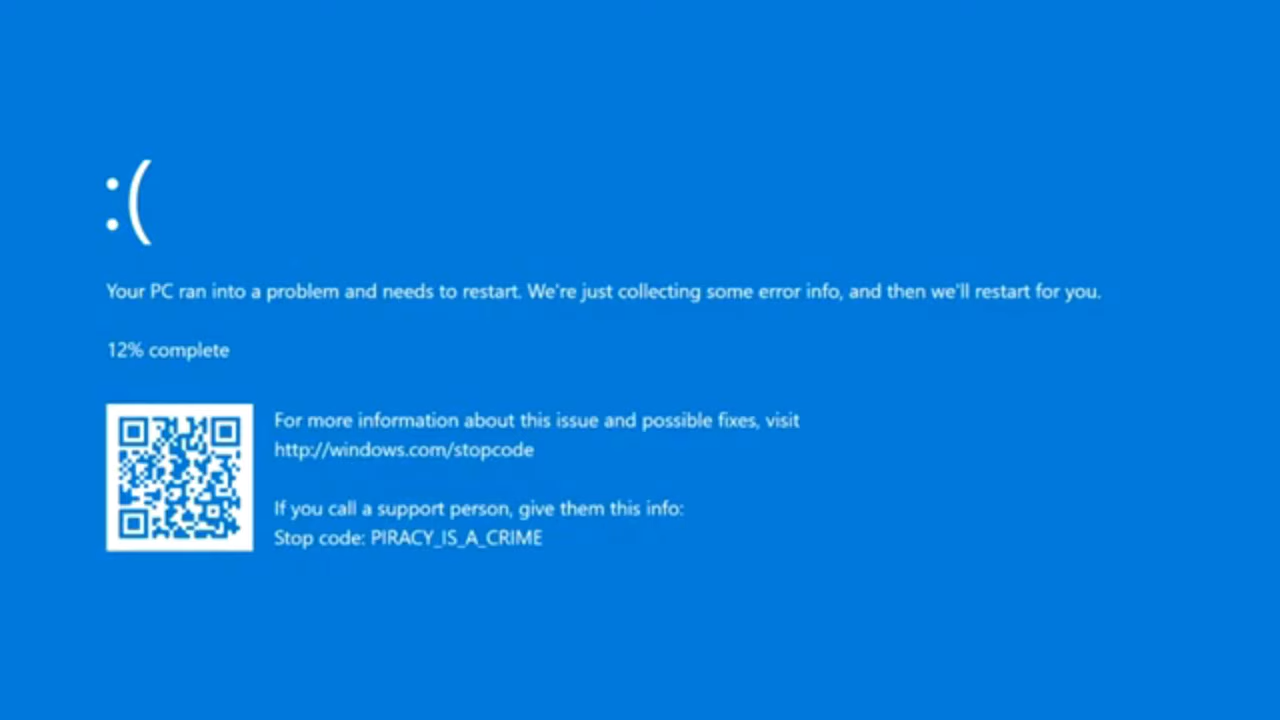 :(
Your PC ran into a problem and needs to restart. We're just collecting some error info, and then we'll restart for you.
12% complete
For more information about this issue and possible fixes, visit
http://windows.com/stopcode
If you call a support person, give them this info:
Stop code: PIRACY_IS_A_CRIME